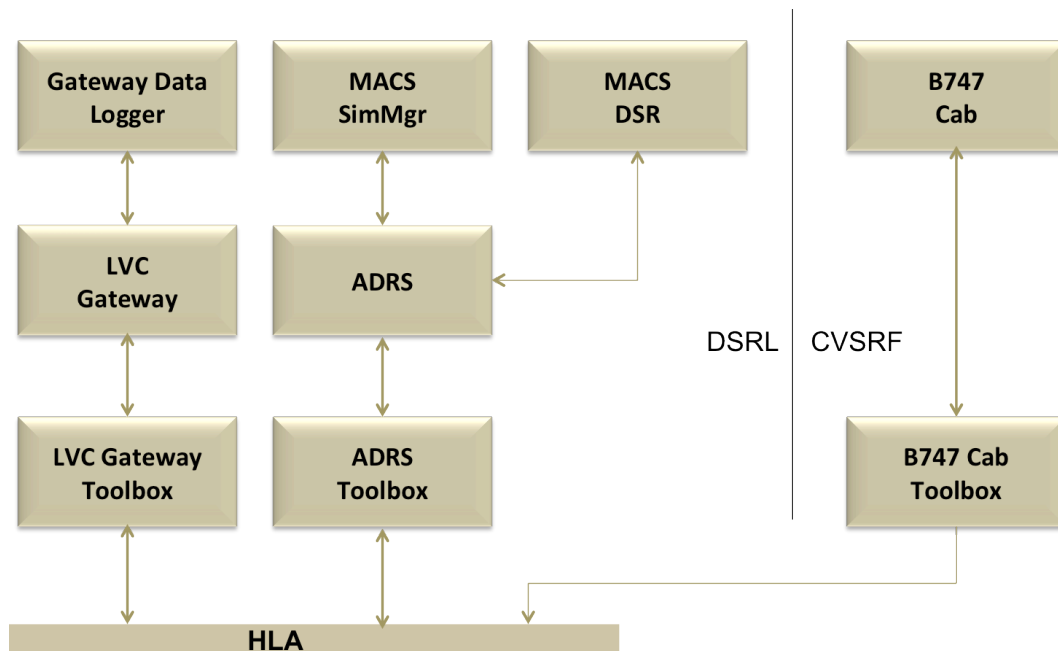 Gateway Data
Logger
MACS
SimMgr
MACS
DSR
B747
Cab
LVC
Gateway
ADRS
DSRL
CVSRF
LVC Gateway
Toolbox
ADRS
Toolbox
B747 Cab
Toolbox
HLA